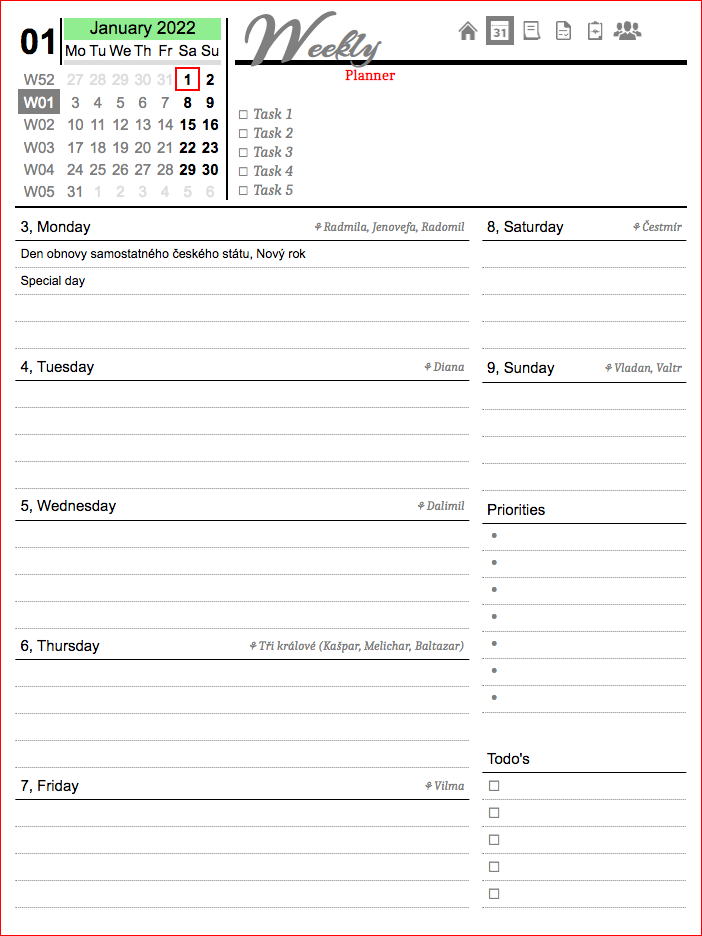 01
January 2022
Mo Tu We Th Fr Sa Su
W52 27 28 29 30 31 1 2
W01 3 4 5 6 7 8 9
W02 10 11 12 13 14 15 16
W03 17 18 19 20 21 22 23
W04 24 25 26 27 28 29 30
W05 31 1 2 3 4 5 6
Weekly
Planner
31
☐ Task 1
☐ Task 2
☐ Task 3
☐ Task 4
☐ Task 5
3, Monday ⚘ Radmila, Jenovefa, Radomil
Den obnovy samostatného českého státu, Nový rok
Special day
4, Tuesday ⚘ Diana
5, Wednesday ⚘ Dalimil
6, Thursday ⚘ Tři králové (Kašpar, Melichar, Baltazar)
7, Friday ⚘ Vilma
8, Saturday ⚘ Čestmír
9, Sunday ⚘ Vladan, Valtr
Priorities
•
•
•
•
•
•
•
Todo's
☐
☐
☐
☐
☐